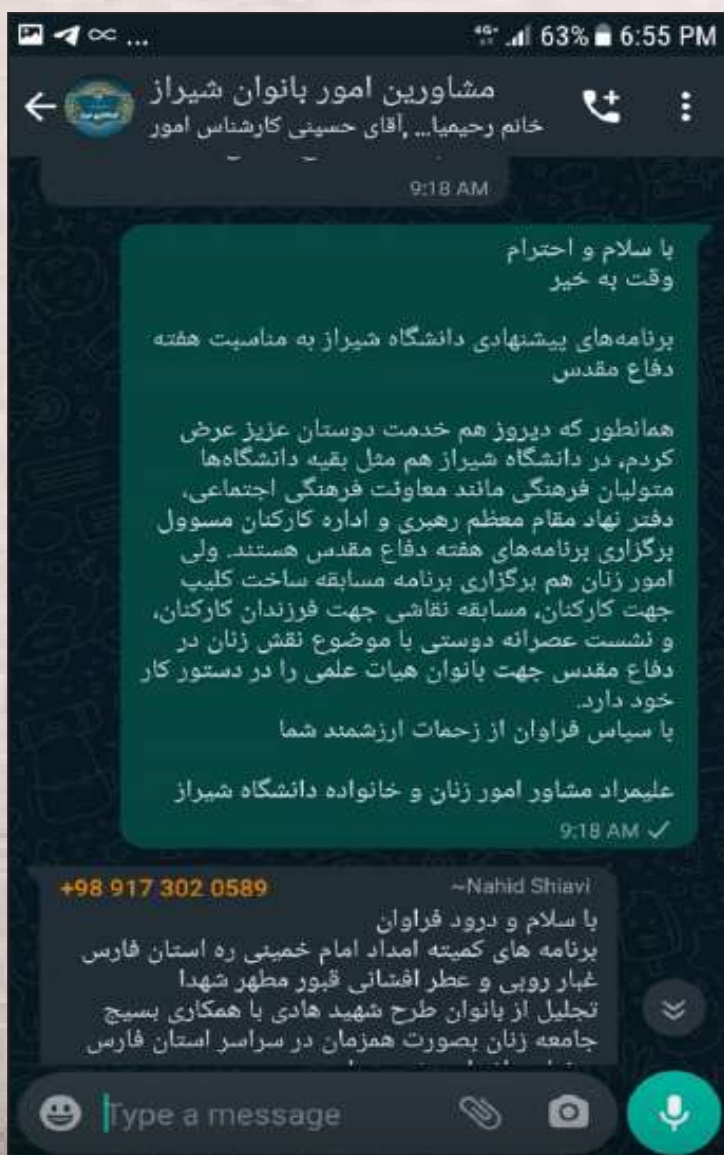 ... 4G+ 63% 6:55 PM
مشاورین امور بانوان شیراز
خانم رحیمیا... ,آقای حسینی کارشناس امور
9:18 AM
با سلام و احترام
وقت به خیر
برنامه‌های پیشنهادی دانشگاه شیراز به مناسبت هفته
دفاع مقدس
همانطور که دیروز هم خدمت دوستان عزیز عرض
کردم، در دانشگاه شیراز هم مثل بقیه دانشگاه‌ها
متولیان فرهنگی مانند معاونت فرهنگی اجتماعی،
دفتر نهاد مقام معظم رهبری و اداره کارکنان مسوول
برگزاری برنامه‌های هفته دفاع مقدس هستند. ولی
امور زنان هم برگزاری برنامه مسابقه ساخت کلیپ
جهت کارکنان، مسابقه نقاشی جهت فرزندان کارکنان،
و نشست عصرانه دوستی با موضوع نقش زنان در
دفاع مقدس جهت بانوان هیات علمی را در دستور کار
خود دارد.
با سپاس فراوان از زحمات ارزشمند شما
علیمراد مشاور امور زنان و خانواده دانشگاه شیراز
9:18 AM
+98 917 302 0589 ~Nahid Shiavi
با سلام و درود فراوان
برنامه های کمیته امداد امام خمینی ره استان فارس
غبار روبی و عطر افشانی قبور مطهر شهدا
تجلیل از بانوان طرح شهید هادی با همکاری بسیج
جامعه زنان بصورت همزمان در سراسر استان فارس
Type a message